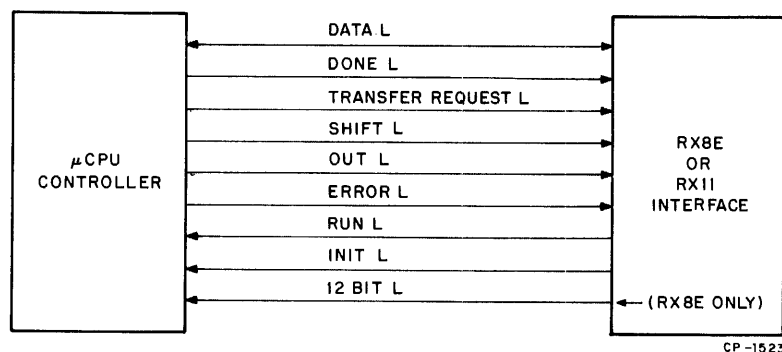 DATA L
DONE L
TRANSFER REQUEST L
SHIFT L
OUT L
ERROR L
RUN L
INIT L
12 BIT L
μCPU
CONTROLLER
RX8E
OR
RX11
INTERFACE
(RX8E ONLY)
CP-1523